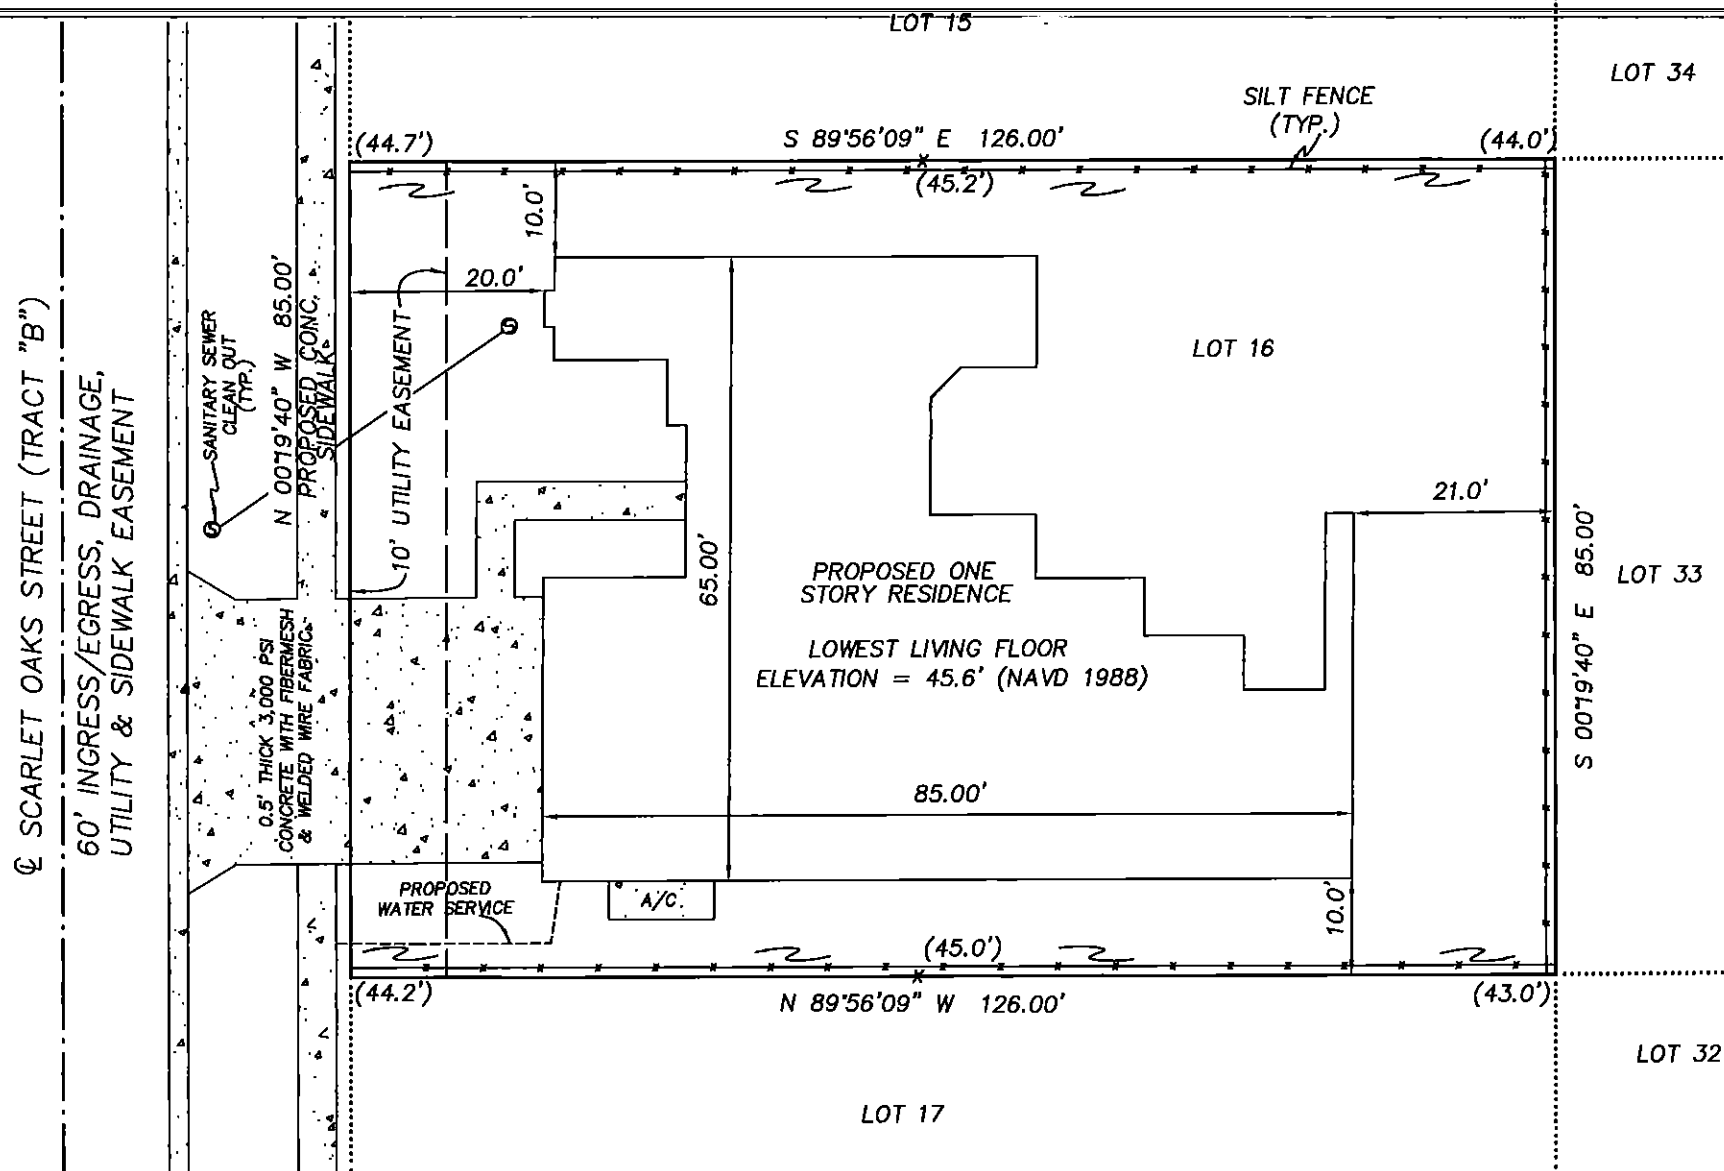 LOT 15
LOT 34
SILT FENCE
(TYP.)
(44.7')
S 89°56'09" E 126.00'
(44.0')
(45.2')
10.0'
20.0'
LOT 16
℄ SCARLET OAKS STREET (TRACT "B")
60' INGRESS/EGRESS, DRAINAGE,
UTILITY & SIDEWALK EASEMENT
SANITARY SEWER
CLEAN OUT
(TYP.)
N 00°19'40" W 85.00'
PROPOSED CONC.
SIDEWALK
10' UTILITY EASEMENT
S
S
65.00'
21.0'
PROPOSED ONE
STORY RESIDENCE
LOWEST LIVING FLOOR
ELEVATION = 45.6' (NAVD 1988)
S 00°19'40" E 85.00'
LOT 33
0.5' THICK 3,000 PSI
CONCRETE WITH FIBERMESH
& WELDED WIRE FABRIC
85.00'
PROPOSED
WATER SERVICE
A/C
10.0'
(45.0')
(44.2')
N 89°56'09" W 126.00'
(43.0')
LOT 32
LOT 17